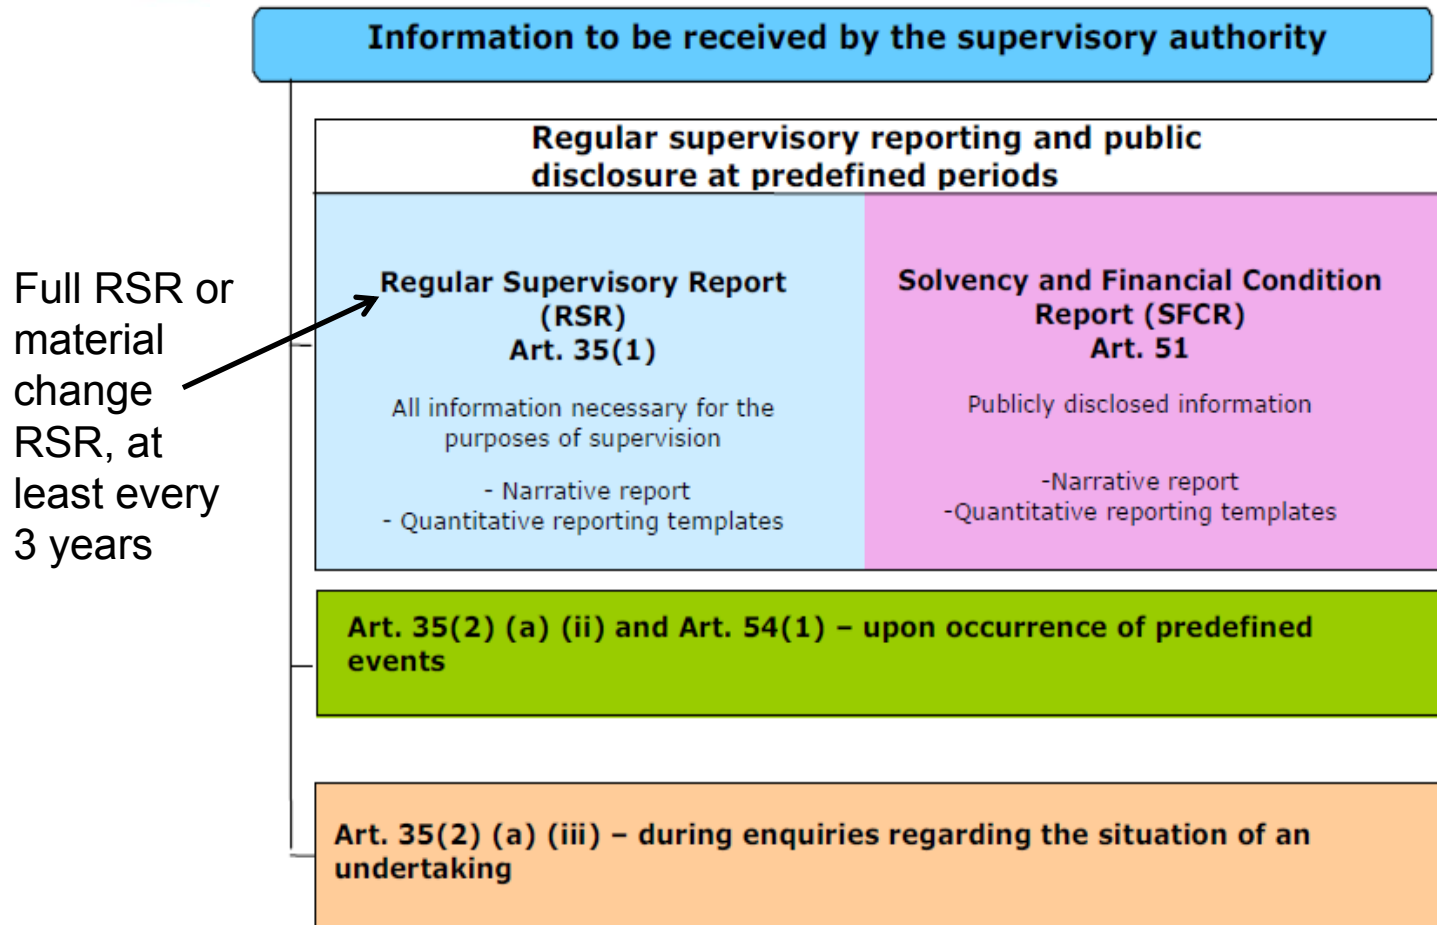 Information to be received by the supervisory authority
Regular supervisory reporting and public
disclosure at predefined periods
Full RSR or
material
change
RSR, at
least every
3 years
Regular Supervisory Report
(RSR)
Art. 35(1)
All information necessary for the
purposes of supervision
- Narrative report
- Quantitative reporting templates
Solvency and Financial Condition
Report (SFCR)
Art. 51
Publicly disclosed information
-Narrative report
-Quantitative reporting templates
Art. 35(2) (a) (ii) and Art. 54(1) – upon occurrence of predefined
events
Art. 35(2) (a) (iii) – during enquiries regarding the situation of an
undertaking